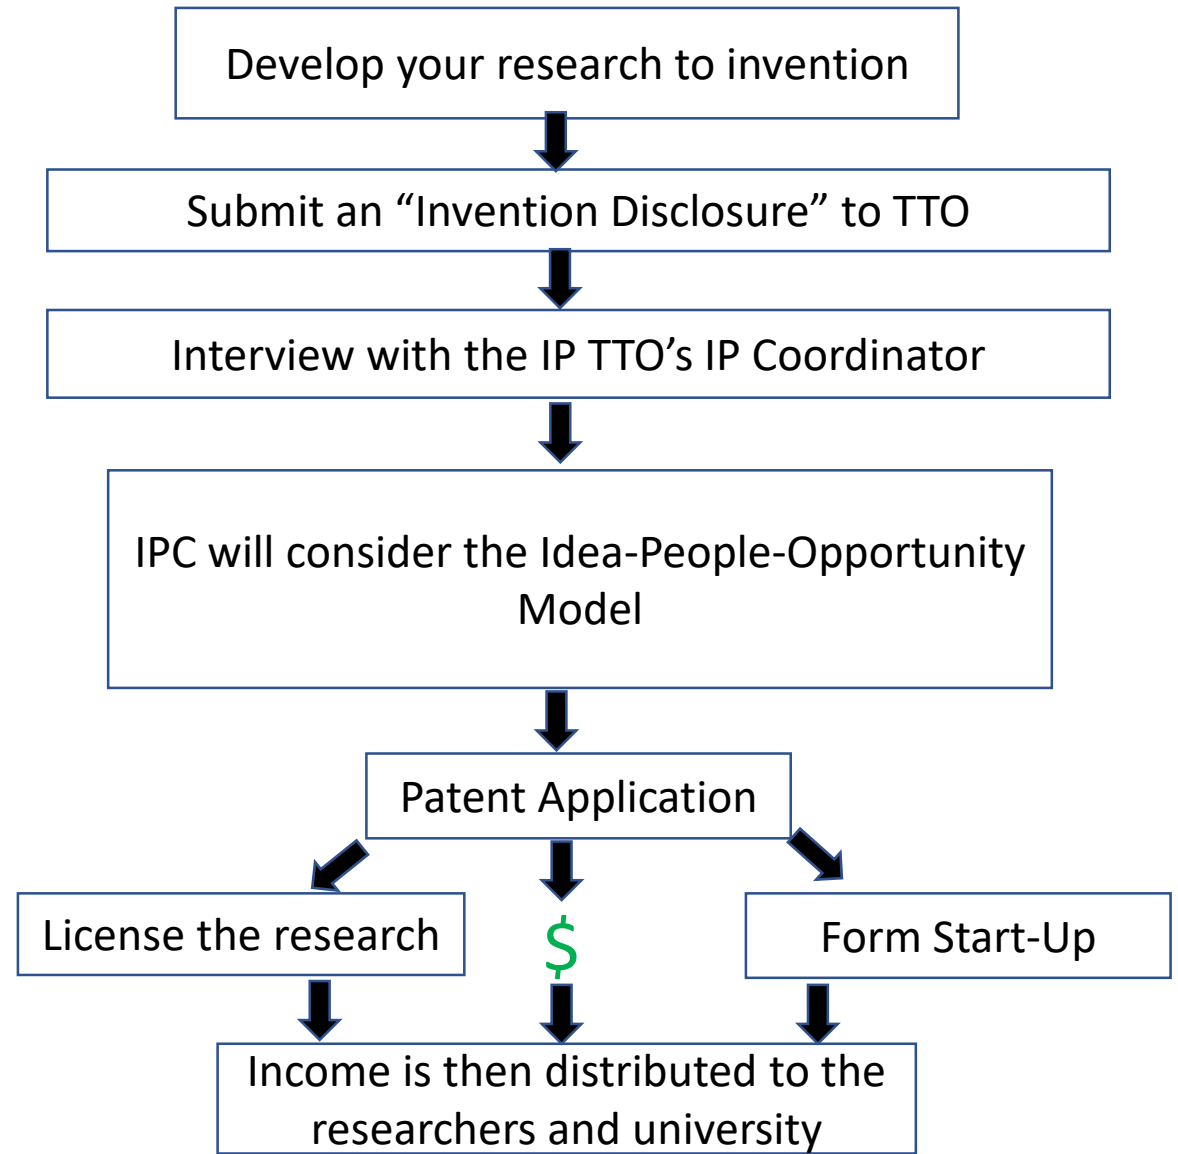 Develop your research to invention
Submit an “Invention Disclosure” to TTO
Interview with the IP TTO’s IP Coordinator
IPC will consider the Idea-People-Opportunity
Model
Patent Application
License the research
$
Form Start-Up
Income is then distributed to the
researchers and university